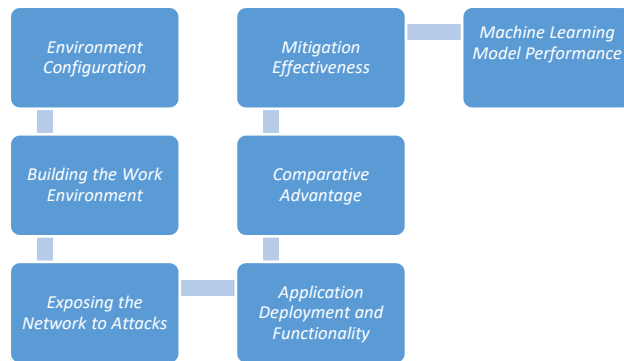 Environment
Configuration
Building the Work
Environment
Exposing the
Network to Attacks
Application
Deployment and
Functionality
Comparative
Advantage
Mitigation
Effectiveness
Machine Learning
Model Performance